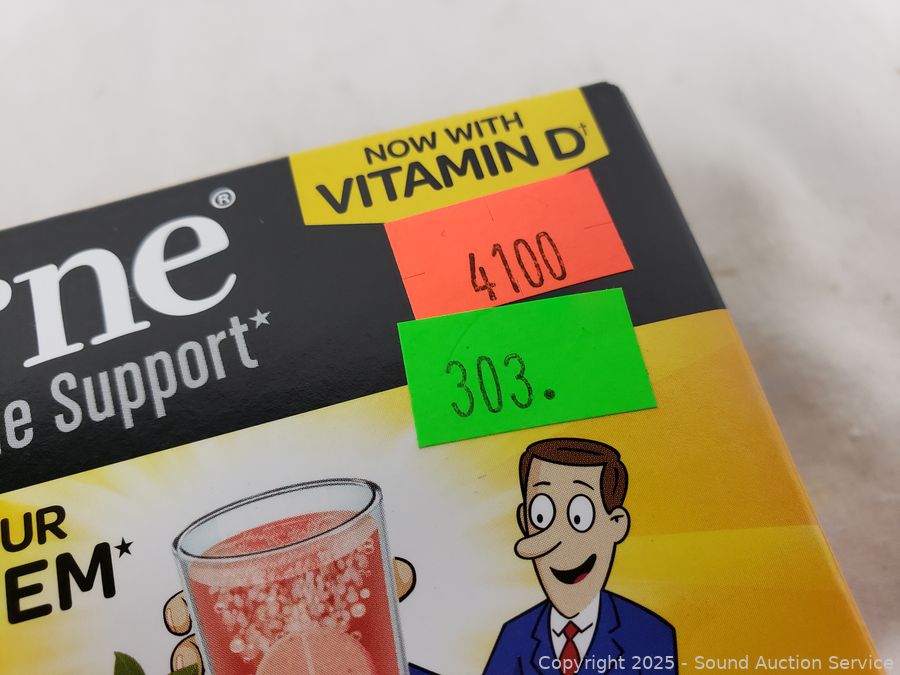 NOW WITH
VITAMIN D†
rne®
e Support*
4100
303.
UR
EM*
Copyright 2025 - Sound Auction Service